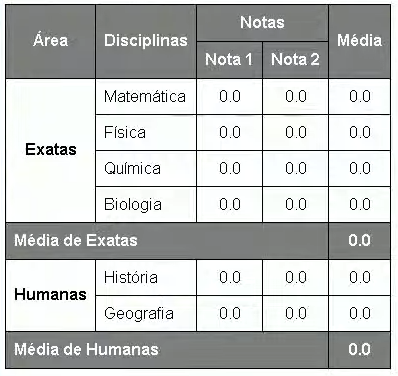 Área Disciplinas Notas Média
Nota 1 Nota 2
Exatas Matemática 0.0 0.0 0.0
Física 0.0 0.0 0.0
Química 0.0 0.0 0.0
Biologia 0.0 0.0 0.0
Média de Exatas 0.0
Humanas História 0.0 0.0 0.0
Geografia 0.0 0.0 0.0
Média de Humanas 0.0